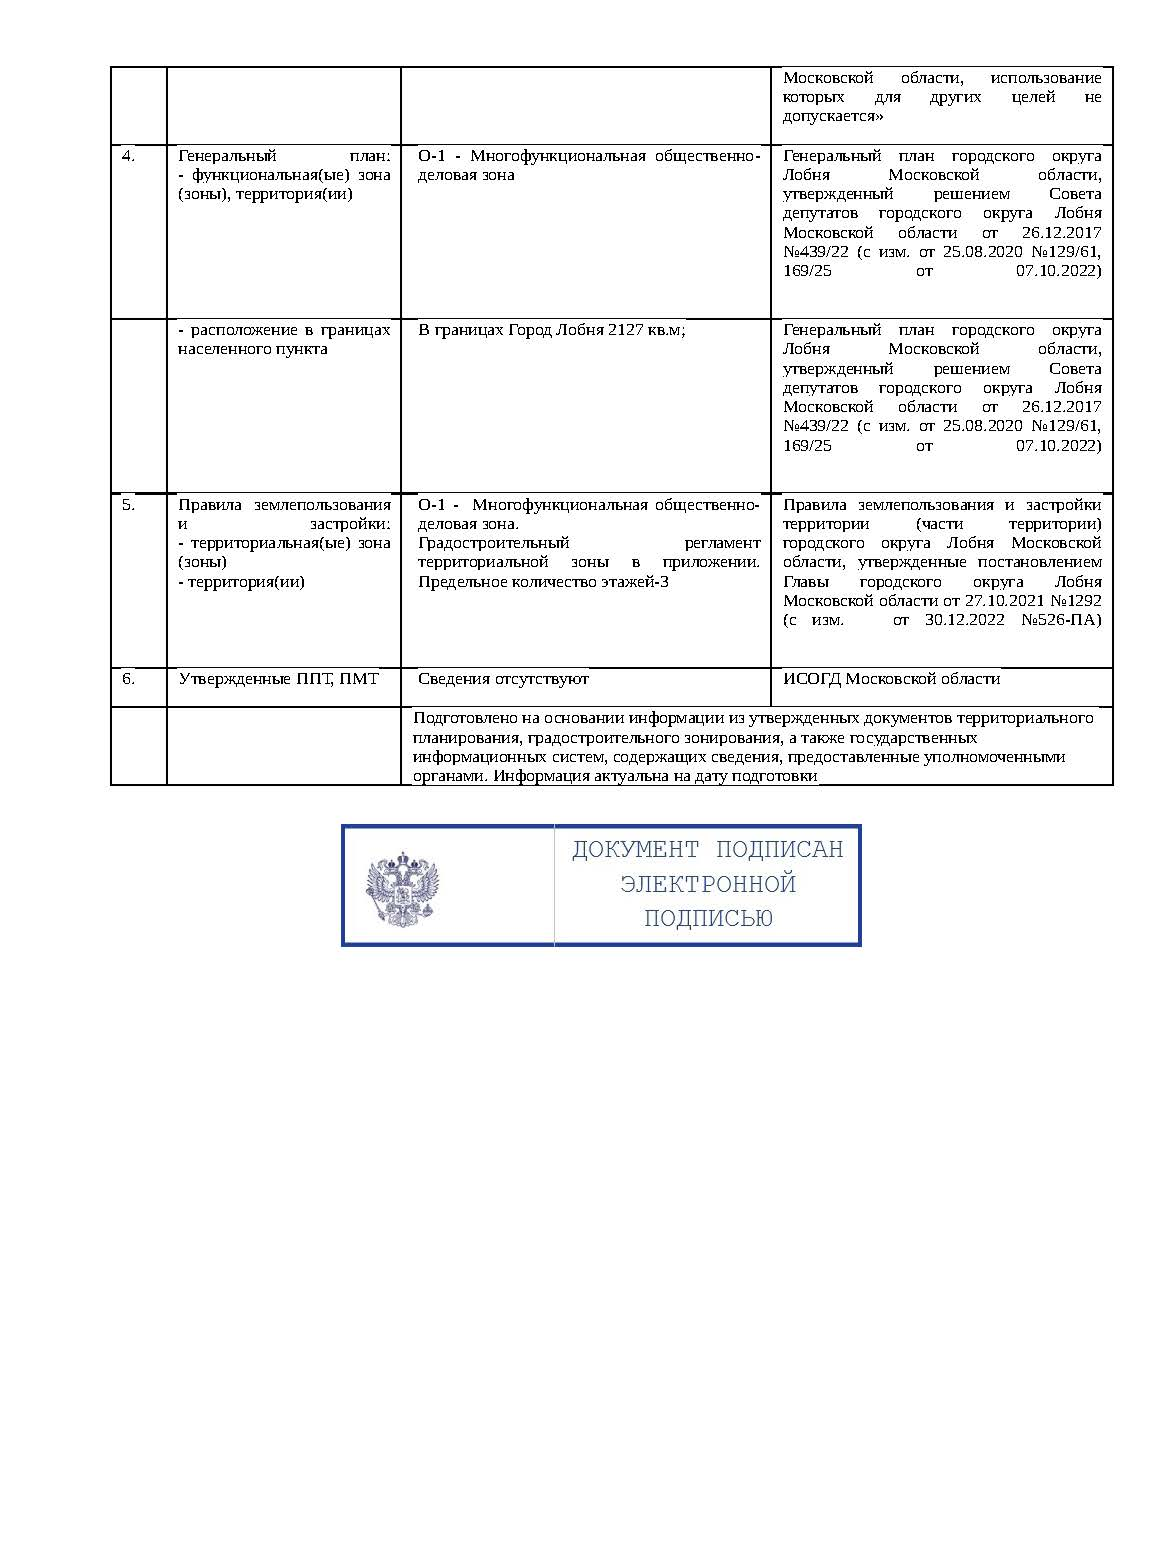 Московской области, использование
которых для других целей не
допускается»
4.
Генеральный план:
- функциональная(ые) зона
(зоны), территория(ии)
О-1 - Многофункциональная общественно-
деловая зона
Генеральный план городского округа
Лобня Московской области,
утвержденный решением Совета
депутатов городского округа Лобня
Московской области от 26.12.2017
№439/22 (с изм. от 25.08.2020 №129/61,
169/25 от 07.10.2022)
- расположение в границах
населенного пункта
В границах Город Лобня 2127 кв.м;
Генеральный план городского округа
Лобня Московской области,
утвержденный решением Совета
депутатов городского округа Лобня
Московской области от 26.12.2017
№439/22 (с изм. от 25.08.2020 №129/61,
169/25 от 07.10.2022)
5.
Правила землепользования
и застройки:
- территориальная(ые) зона
(зоны)
- территория(ии)
О-1 - Многофункциональная общественно-
деловая зона.
Градостроительный регламент
территориальной зоны в приложении.
Предельное количество этажей-3
Правила землепользования и застройки
территории (части территории)
городского округа Лобня Московской
области, утвержденные постановлением
Главы городского округа Лобня
Московской области от 27.10.2021 №1292
(с изм. от 30.12.2022 №526-ПА)
6.
Утвержденные ППТ, ПМТ
Сведения отсутствуют
ИСОГД Московской области
Подготовлено на основании информации из утвержденных документов территориального
планирования, градостроительного зонирования, а также государственных
информационных систем, содержащих сведения, предоставленные уполномоченными
органами. Информация актуальна на дату подготовки
ДОКУМЕНТ ПОДПИСАН
ЭЛЕКТРОННОЙ
ПОДПИСЬЮ